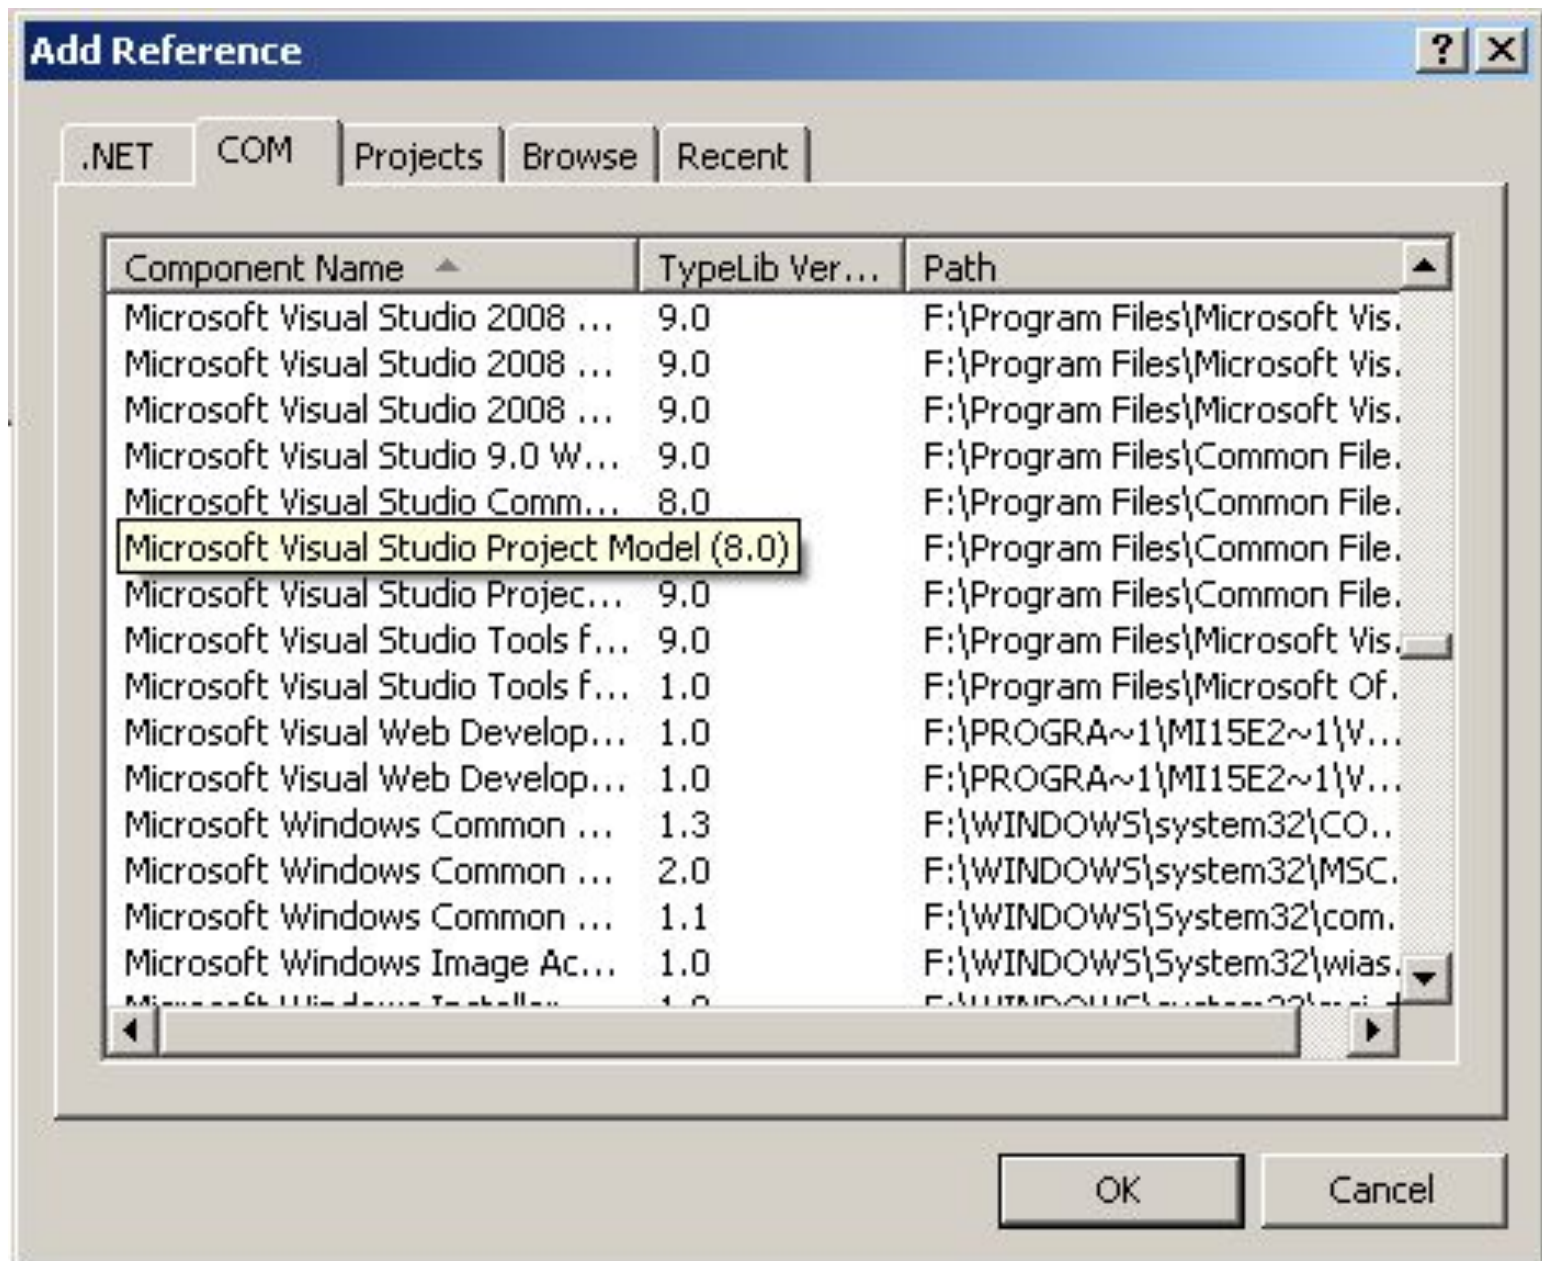 Add Reference
.NET COM Projects Browse Recent
Component Name TypeLib Ver... Path
Microsoft Visual Studio 2008 ... 9.0 F:\Program Files\Microsoft Vis.
Microsoft Visual Studio 2008 ... 9.0 F:\Program Files\Microsoft Vis.
Microsoft Visual Studio 2008 ... 9.0 F:\Program Files\Microsoft Vis.
Microsoft Visual Studio 9.0 W... 9.0 F:\Program Files\Common File.
Microsoft Visual Studio Comm... 8.0 F:\Program Files\Common File.
Microsoft Visual Studio Project Model (8.0) F:\Program Files\Common File.
Microsoft Visual Studio Projec... 9.0 F:\Program Files\Common File.
Microsoft Visual Studio Tools f... 9.0 F:\Program Files\Microsoft Vis.
Microsoft Visual Studio Tools f... 1.0 F:\Program Files\Microsoft Of.
Microsoft Visual Web Develop... 1.0 F:\PROGRA~1\MI15E2~1\V...
Microsoft Visual Web Develop... 1.0 F:\PROGRA~1\MI15E2~1\V...
Microsoft Windows Common ... 1.3 F:\WINDOWS\system32\CO..
Microsoft Windows Common ... 2.0 F:\WINDOWS\system32\MSC.
Microsoft Windows Common ... 1.1 F:\WINDOWS\System32\com.
Microsoft Windows Image Ac... 1.0 F:\WINDOWS\System32\wias.
Microsoft Windows Installer
OK Cancel